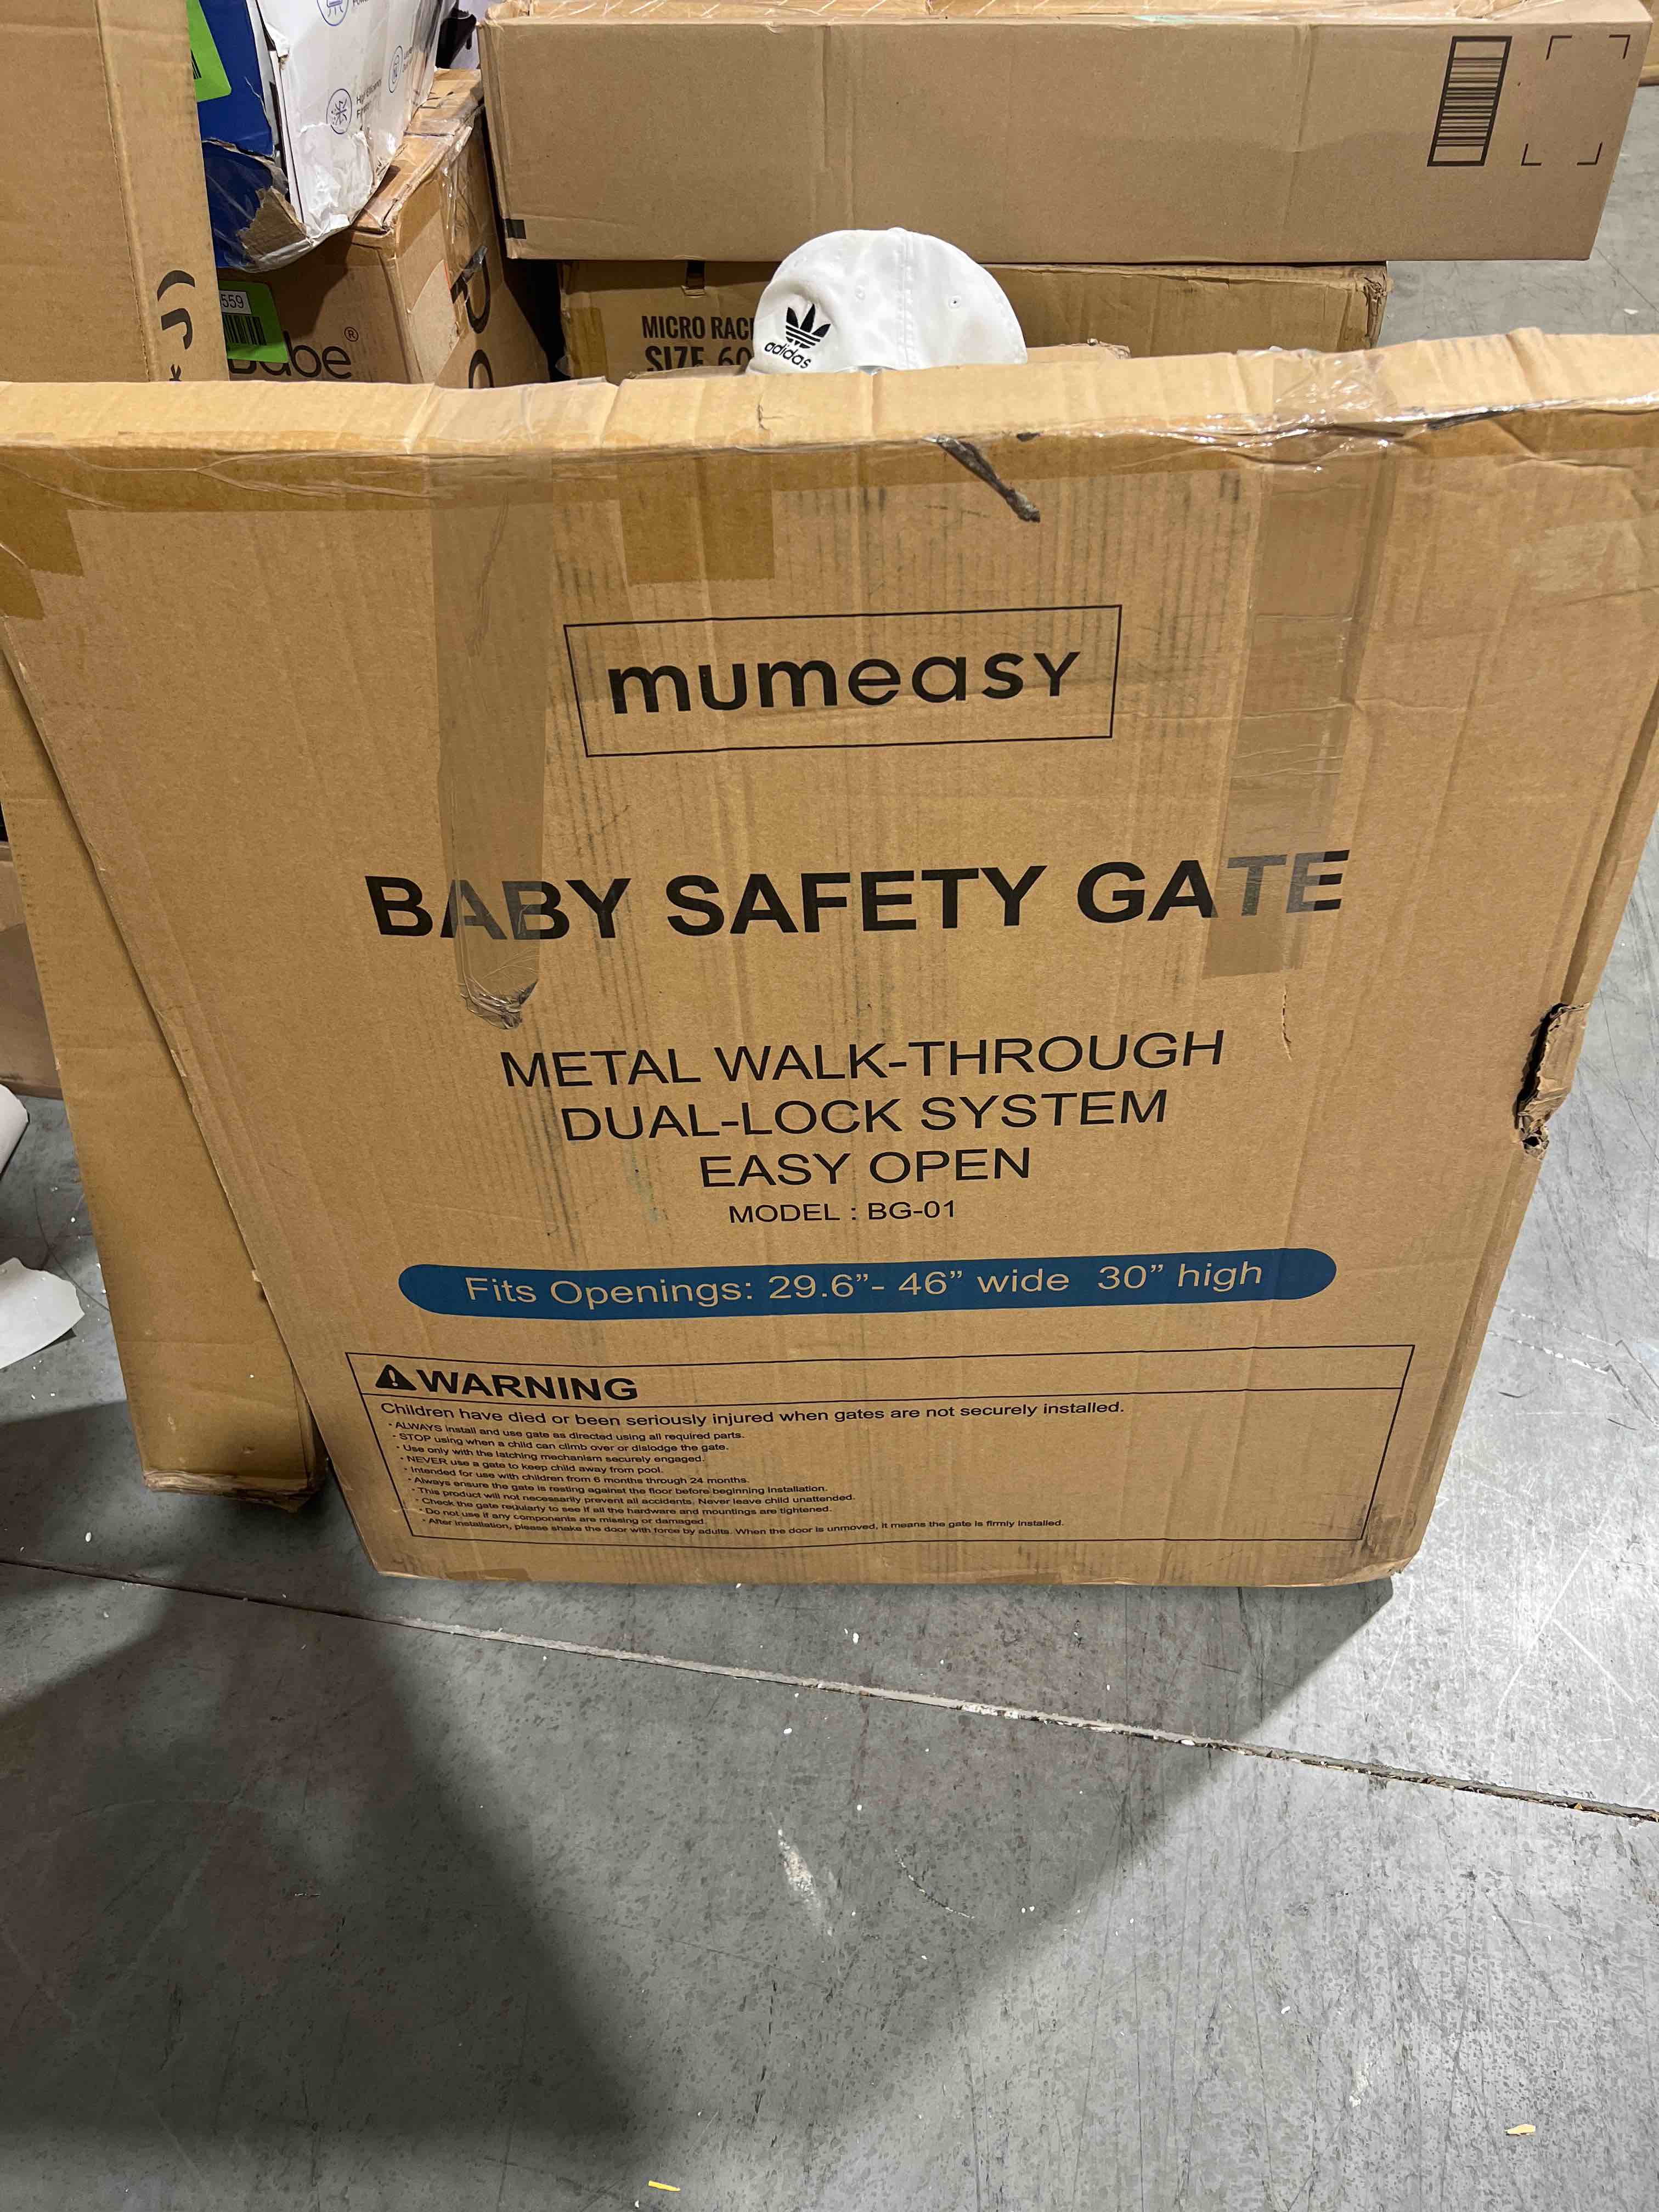 559
MICRO
SIZE 60
adidas
mumeasy
BABY SAFETY GATE
METAL WALK-THROUGH
DUAL-LOCK SYSTEM
EASY OPEN
MODEL : BG-01
Fits Openings: 29.6”- 46” wide 30” high
WARNING
Children have died or been seriously injured when gates are not securely installed.
• ALWAYS install and use gate as directed using all required parts.
• STOP using when a child can climb over or dislodge the gate.
• Use only with the latching mechanism securely engaged.
• NEVER use a gate to keep child away from pool.
• Intended for use with children from 6 months through 24 months.
• Always ensure the gate is resting against the floor before beginning installation.
• This product will not necessarily prevent all accidents. Never leave child unattended.
• Check the gate regularly to see if all the hardware and mountings are tightened.
• Do not use if any components are missing or damaged.
• After installation, please shake the door with force by adults. When the door is unmoved, it means the gate is firmly installed.